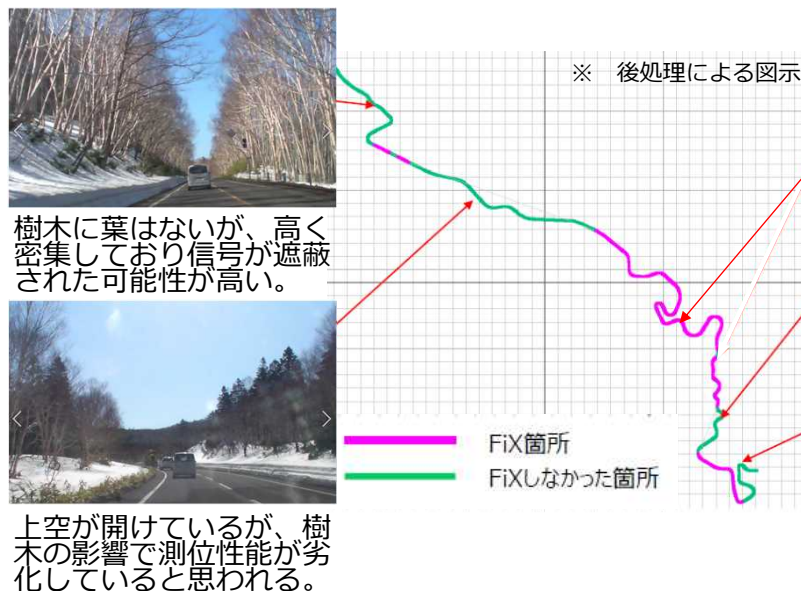 ※ 後処理による図示
樹木に葉はないが、高く
密集しており信号が遮蔽
された可能性が高い。
FiX箇所
FiXしなかった箇所
上空が開けているが、樹
木の影響で測位性能が劣
化していると思われる。